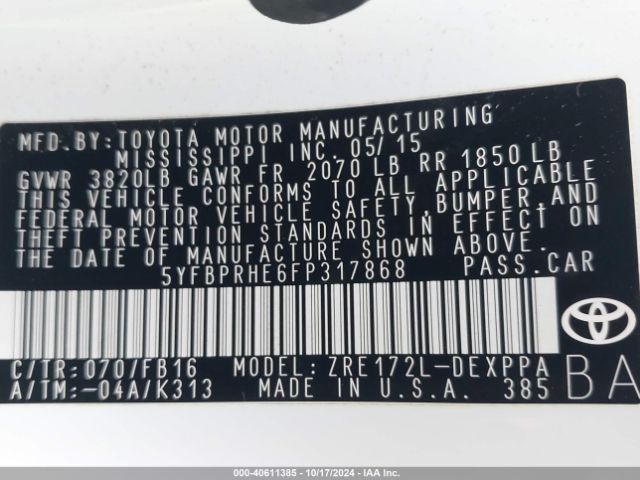 MFD.BY:TOYOTA MOTOR MANUFACTURING
MISSISSIPPI INC. 05/15
GVWR 3820LB GAWR FR 2070 LB RR 1850 LB
THIS VEHICLE CONFORMS TO ALL APPLICABLE
FEDERAL MOTOR VEHICLE SAFETY,BUMPER,AND
THEFT PREVENTION STANDARDS IN EFFECT ON
THE DATE OF MANUFACTURE SHOWN ABOVE.
5YFBPRHE6FP317868 PASS.CAR
C/TR:070/FB16 MODEL:ZRE172L-DEXPPA
A/TM:-04A/K313 MADE IN U.S.A. 385
BA
000-40611385 | 10/17/2024 | IAA Inc.